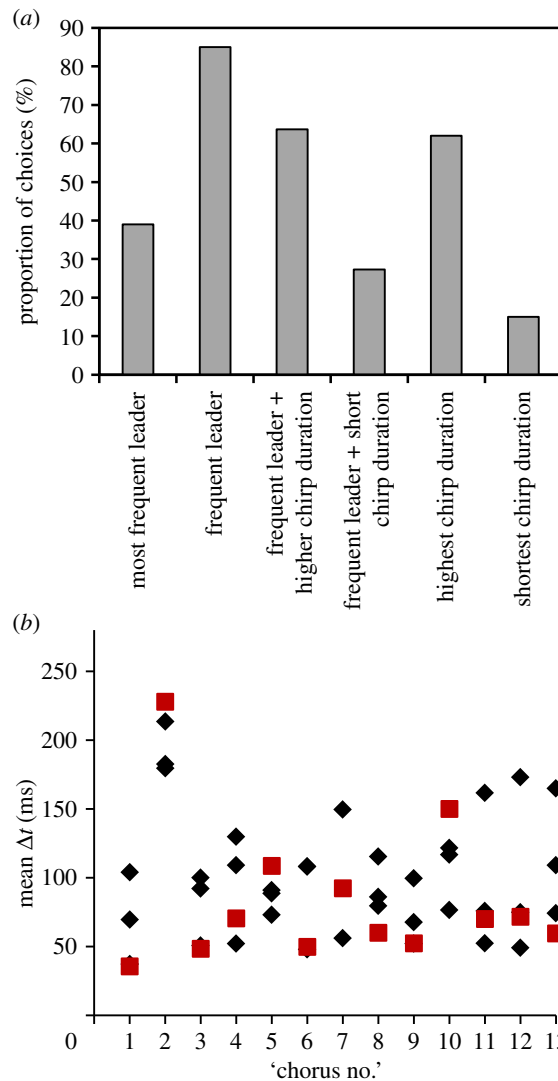 (a)
90
80
70
60
50
40
30
20
10
0
proportion of choices (%)
most frequent leader
frequent leader
frequent leader +
higher chirp duration
frequent leader + short
chirp duration
highest chirp duration
shortest chirp duration
(b)
250
200
150
100
50
0
mean Δt (ms)
1 2 3 4 5 6 7 8 9 10 11 12
'chorus no.'